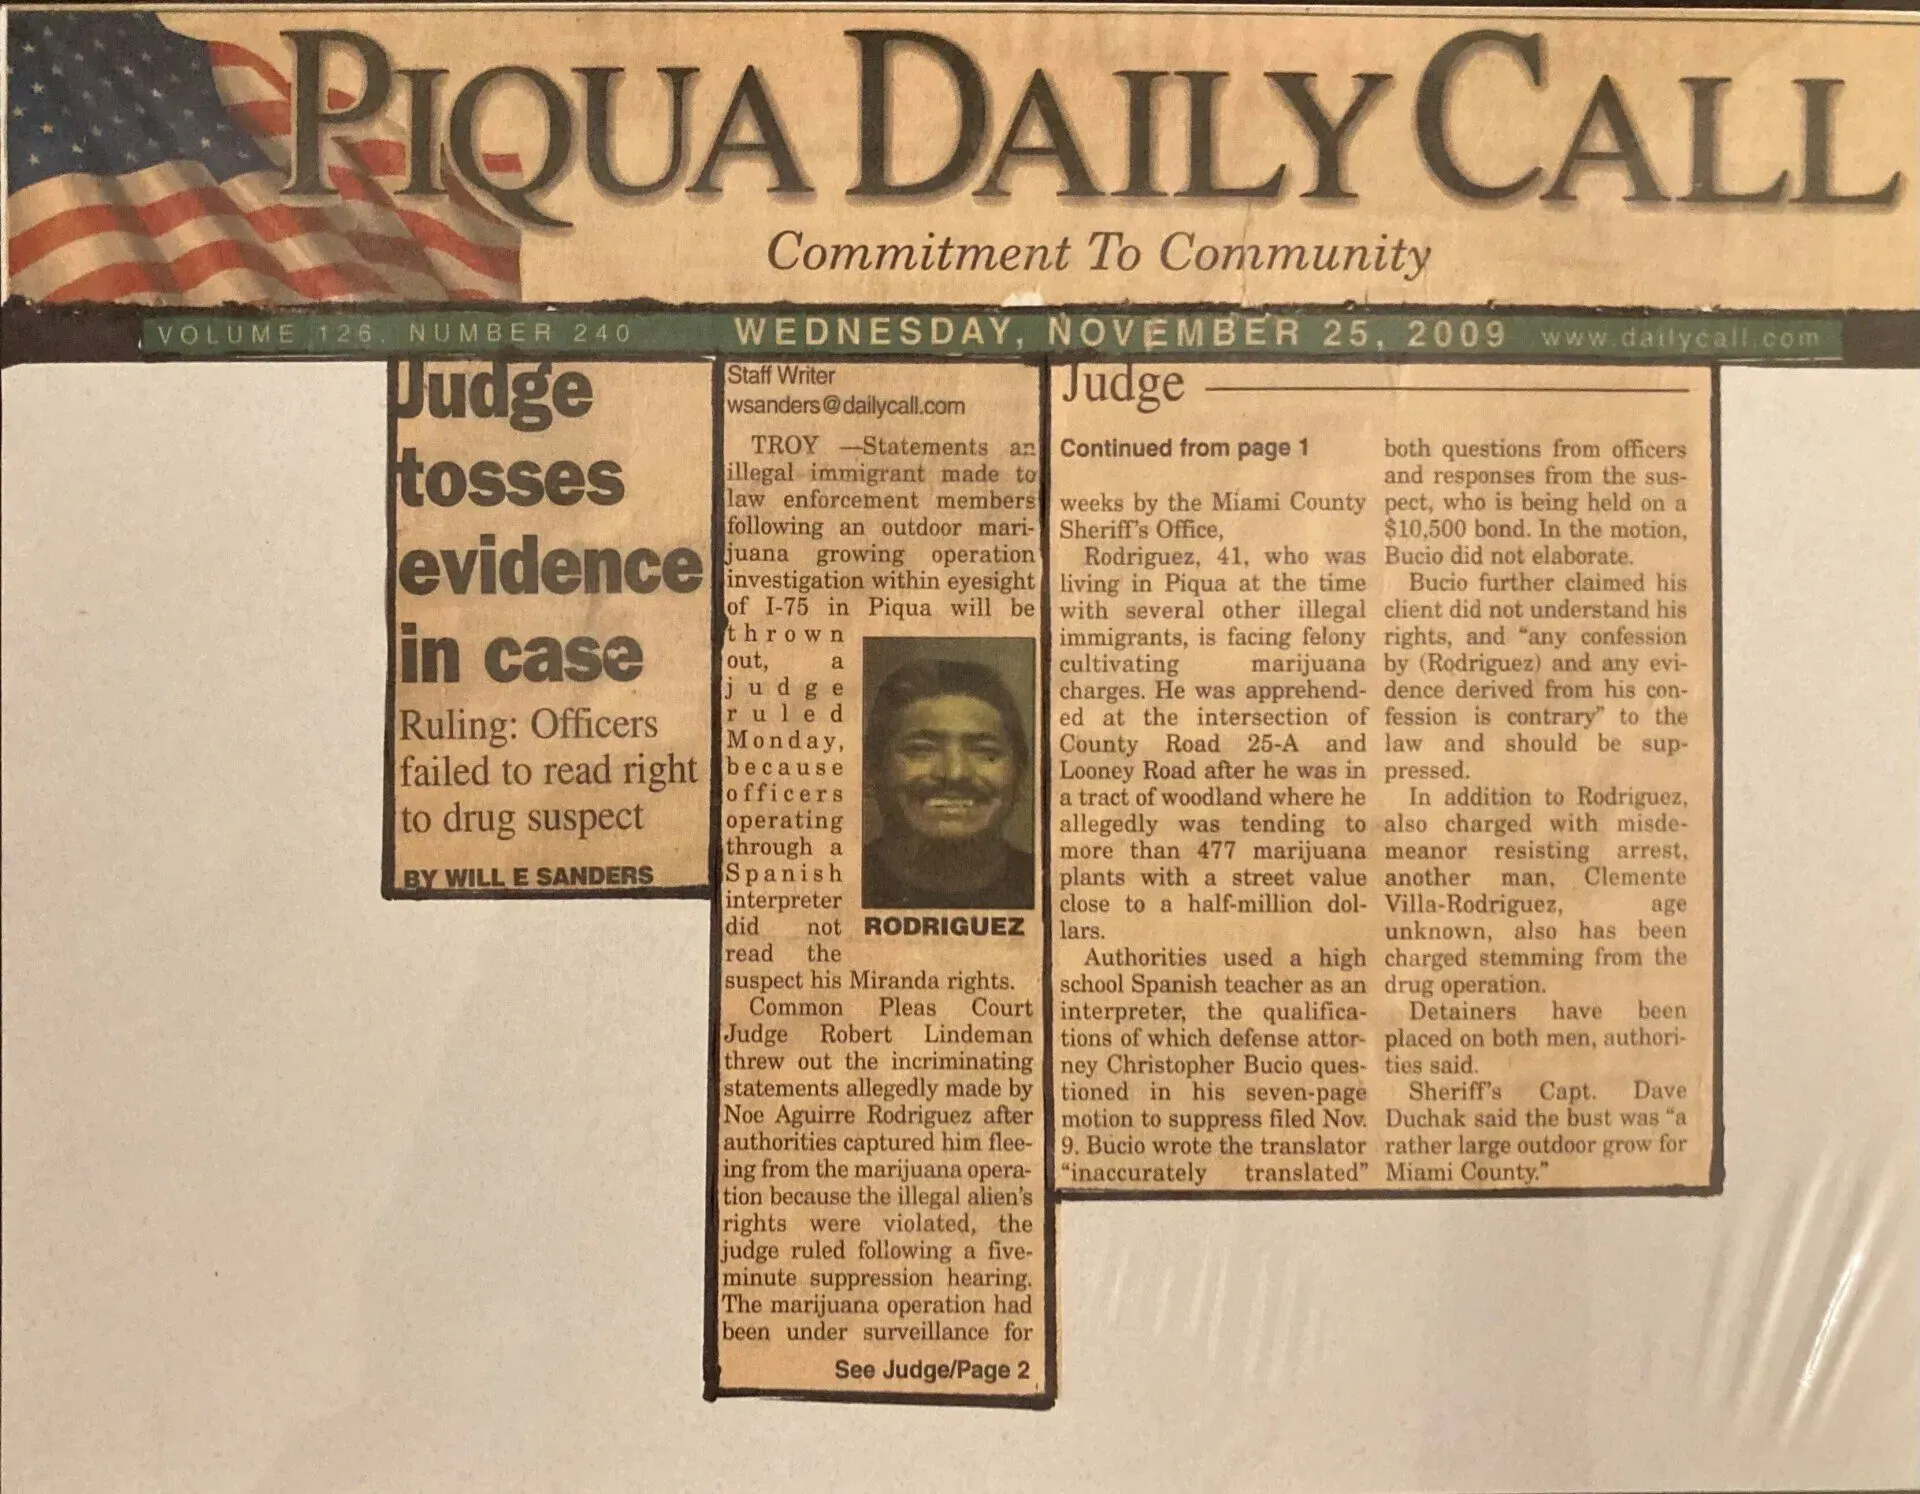 PIQUA DAILY CALL
Commitment To Community
VOLUME 126, NUMBER 240 WEDNESDAY, NOVEMBER 25, 2009 www.dailycall.com
Judge
tosses
evidence
in case
Ruling: Officers
failed to read right
to drug suspect
BY WILL E SANDERS
Staff Writer
wsanders@dailycall.com
TROY —Statements an
illegal immigrant made to
law enforcement members
following an outdoor mari-
juana growing operation
investigation within eyesight
of I-75 in Piqua will be
thrown
out, a
judge
ruled
Monday,
because
officers
operating
through a
Spanish
interpreter
did not
read the
suspect his Miranda rights.
RODRIGUEZ
Common Pleas Court
Judge Robert Lindeman
threw out the incriminating
statements allegedly made by
Noe Aguirre Rodriguez after
authorities captured him flee-
ing from the marijuana opera-
tion because the illegal alien's
rights were violated, the
judge ruled following a five-
minute suppression hearing.
The marijuana operation had
been under surveillance for
See Judge/Page 2
Judge
Continued from page 1
weeks by the Miami County
Sheriff's Office,
Rodriguez, 41, who was
living in Piqua at the time
with several other illegal
immigrants, is facing felony
cultivating marijuana
charges. He was apprehend-
ed at the intersection of
County Road 25-A and
Looney Road after he was in
a tract of woodland where he
allegedly was tending to
more than 477 marijuana
plants with a street value
close to a half-million dol-
lars.
Authorities used a high
school Spanish teacher as an
interpreter, the qualifica-
tions of which defense attor-
ney Christopher Bucio ques-
tioned in his seven-page
motion to suppress filed Nov.
9. Bucio wrote the translator
"inaccurately translated"
both questions from officers
and responses from the sus-
pect, who is being held on a
$10,500 bond. In the motion,
Bucio did not elaborate.
Bucio further claimed his
client did not understand his
rights, and "any confession
by (Rodriguez) and any evi-
dence derived from his con-
fession is contrary" to the
law and should be sup-
pressed.
In addition to Rodriguez,
also charged with misde-
meanor resisting arrest,
another man, Clemente
Villa-Rodriguez, age
unknown, also has been
charged stemming from the
drug operation.
Detainers have been
placed on both men, authori-
ties said.
Sheriff's Capt. Dave
Duchak said the bust was "a
rather large outdoor grow for
Miami County."